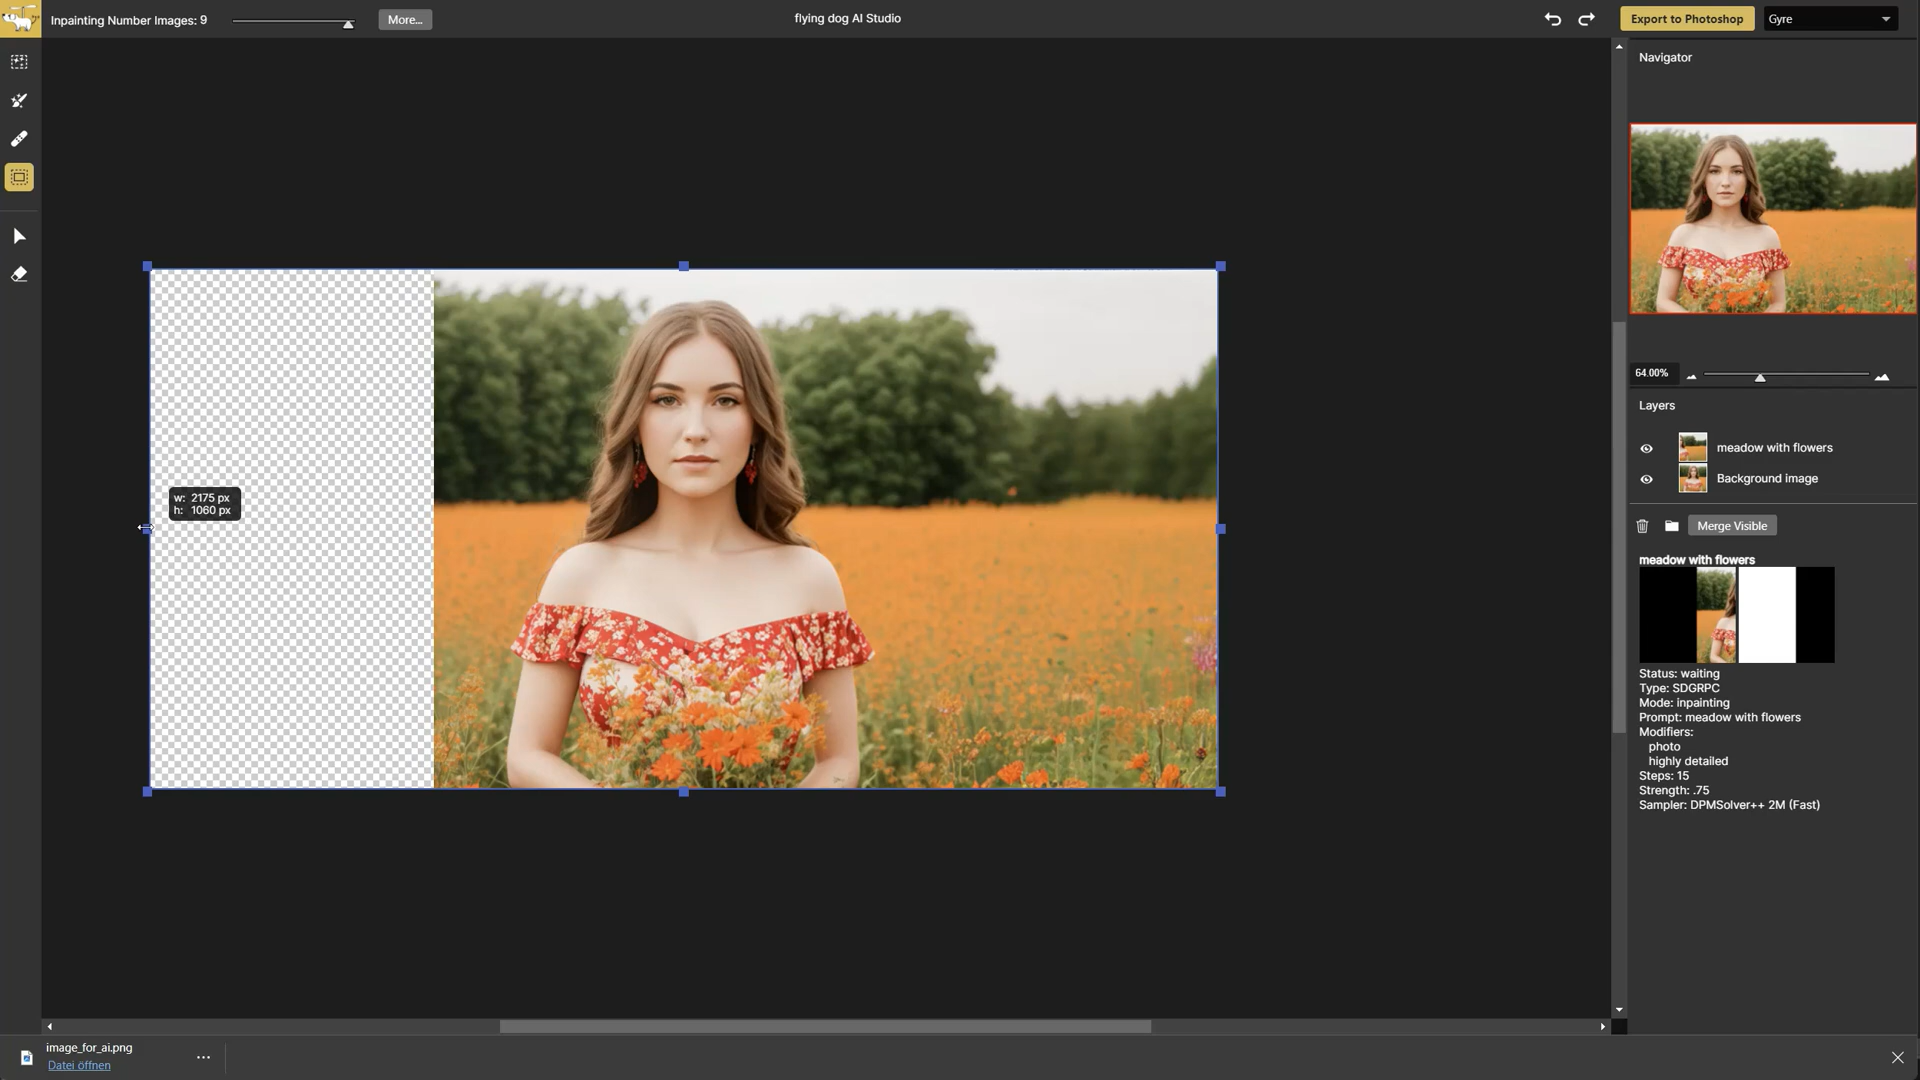 Inpainting Number Images: 9
More...
flying dog AI Studio
Export to Photoshop
Gyre
Navigator
64.00%
Layers
meadow with flowers
Background image
w: 2175 px
h: 1060 px
Merge Visible
meadow with flowers
Status: waiting
Type: SDGRPC
Mode: inpainting
Prompt: meadow with flowers
Modifiers:
photo
highly detailed
Steps: 15
Strength: .75
Sampler: DPMSolver++ 2M (Fast)
image_for_ai.png
Datei öffnen